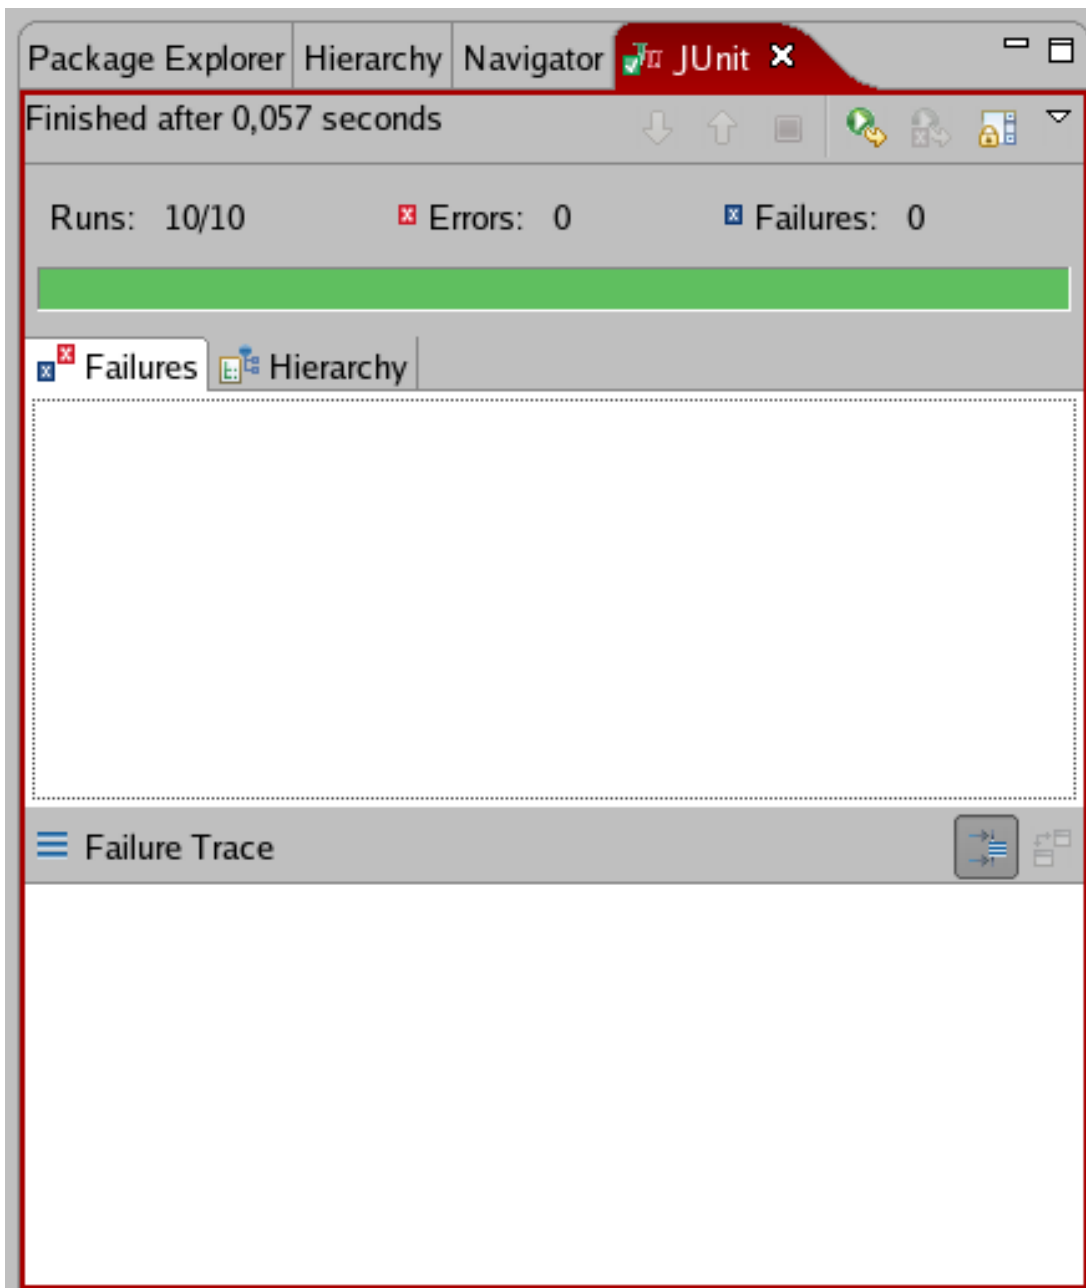 Package Explorer Hierarchy Navigator JUnit
Finished after 0,057 seconds
Runs: 10/10 Errors: 0 Failures: 0
Failures Hierarchy
Failure Trace